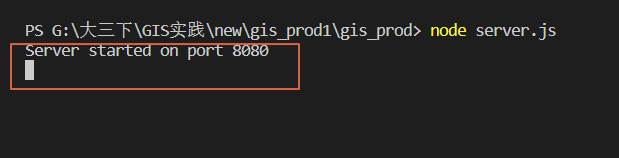 PS G:\大三下\GIS实践\new\gis_prod1\gis_prod> node server.js
Server started on port 8080